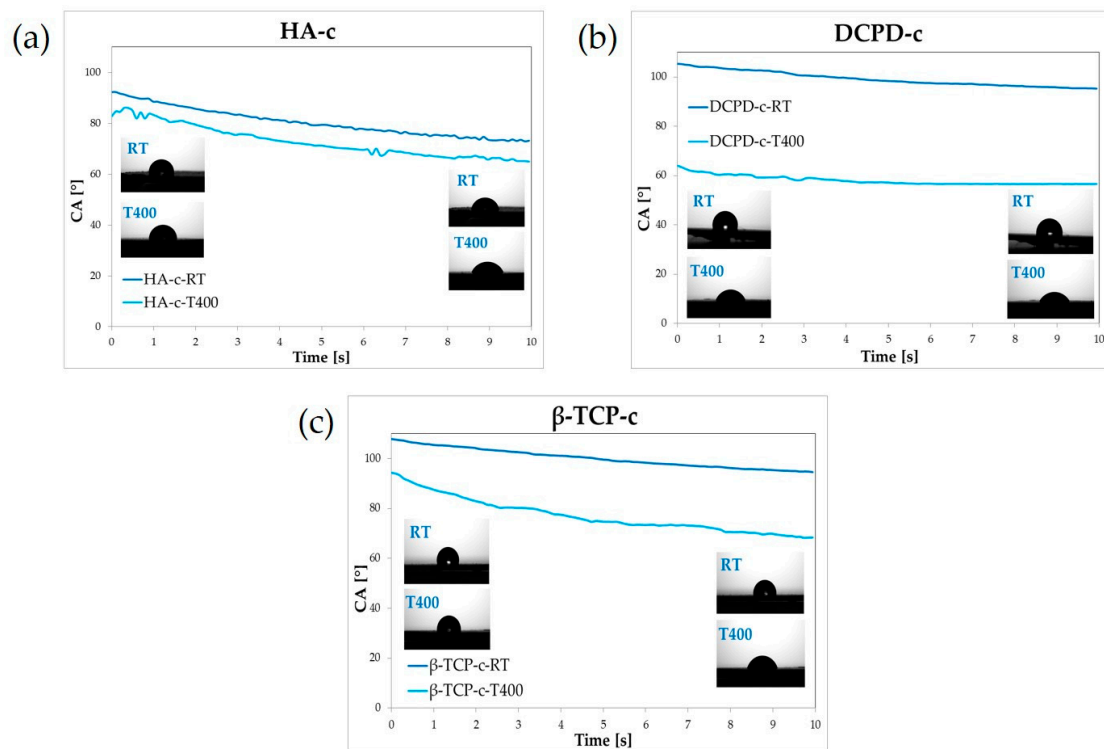 (a)
HA-c
CA [°]
100
80
60
40
20
0
RT
T400
RT
T400
HA-c-RT
HA-c-T400
0 1 2 3 4 5 6 7 8 9 10
Time [s]
(b)
DCPD-c
CA [°]
100
80
60
40
20
0
DCPD-c-RT
DCPD-c-T400
RT
T400
RT
T400
0 1 2 3 4 5 6 7 8 9 10
Time [s]
(c)
β-TCP-c
CA [°]
100
80
60
40
20
0
RT
T400
RT
T400
β-TCP-c-RT
β-TCP-c-T400
0 1 2 3 4 5 6 7 8 9 10
Time [s]